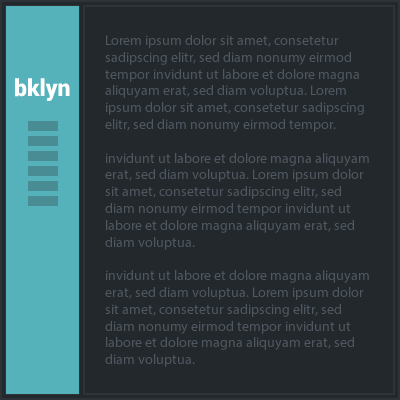 bklyn
Lorem ipsum dolor sit amet, consetetur
sadipscing elitr, sed diam nonumy eirmod
tempor invidunt ut labore et dolore magna
aliquyam erat, sed diam voluptua. Lorem
ipsum dolor sit amet, consetetur sadipscing
elitr, sed diam nonumy eirmod tempor.
invidunt ut labore et dolore magna aliquyam
erat, sed diam voluptua. Lorem ipsum dolor
sit amet, consetetur sadipscing elitr, sed
diam nonumy eirmod tempor invidunt ut
labore et dolore magna aliquyam erat, sed
diam voluptua.
invidunt ut labore et dolore magna aliquyam
erat, sed diam voluptua. Lorem ipsum dolor
sit amet, consetetur sadipscing elitr, sed
diam nonumy eirmod tempor invidunt ut
labore et dolore magna aliquyam erat, sed
diam voluptua.